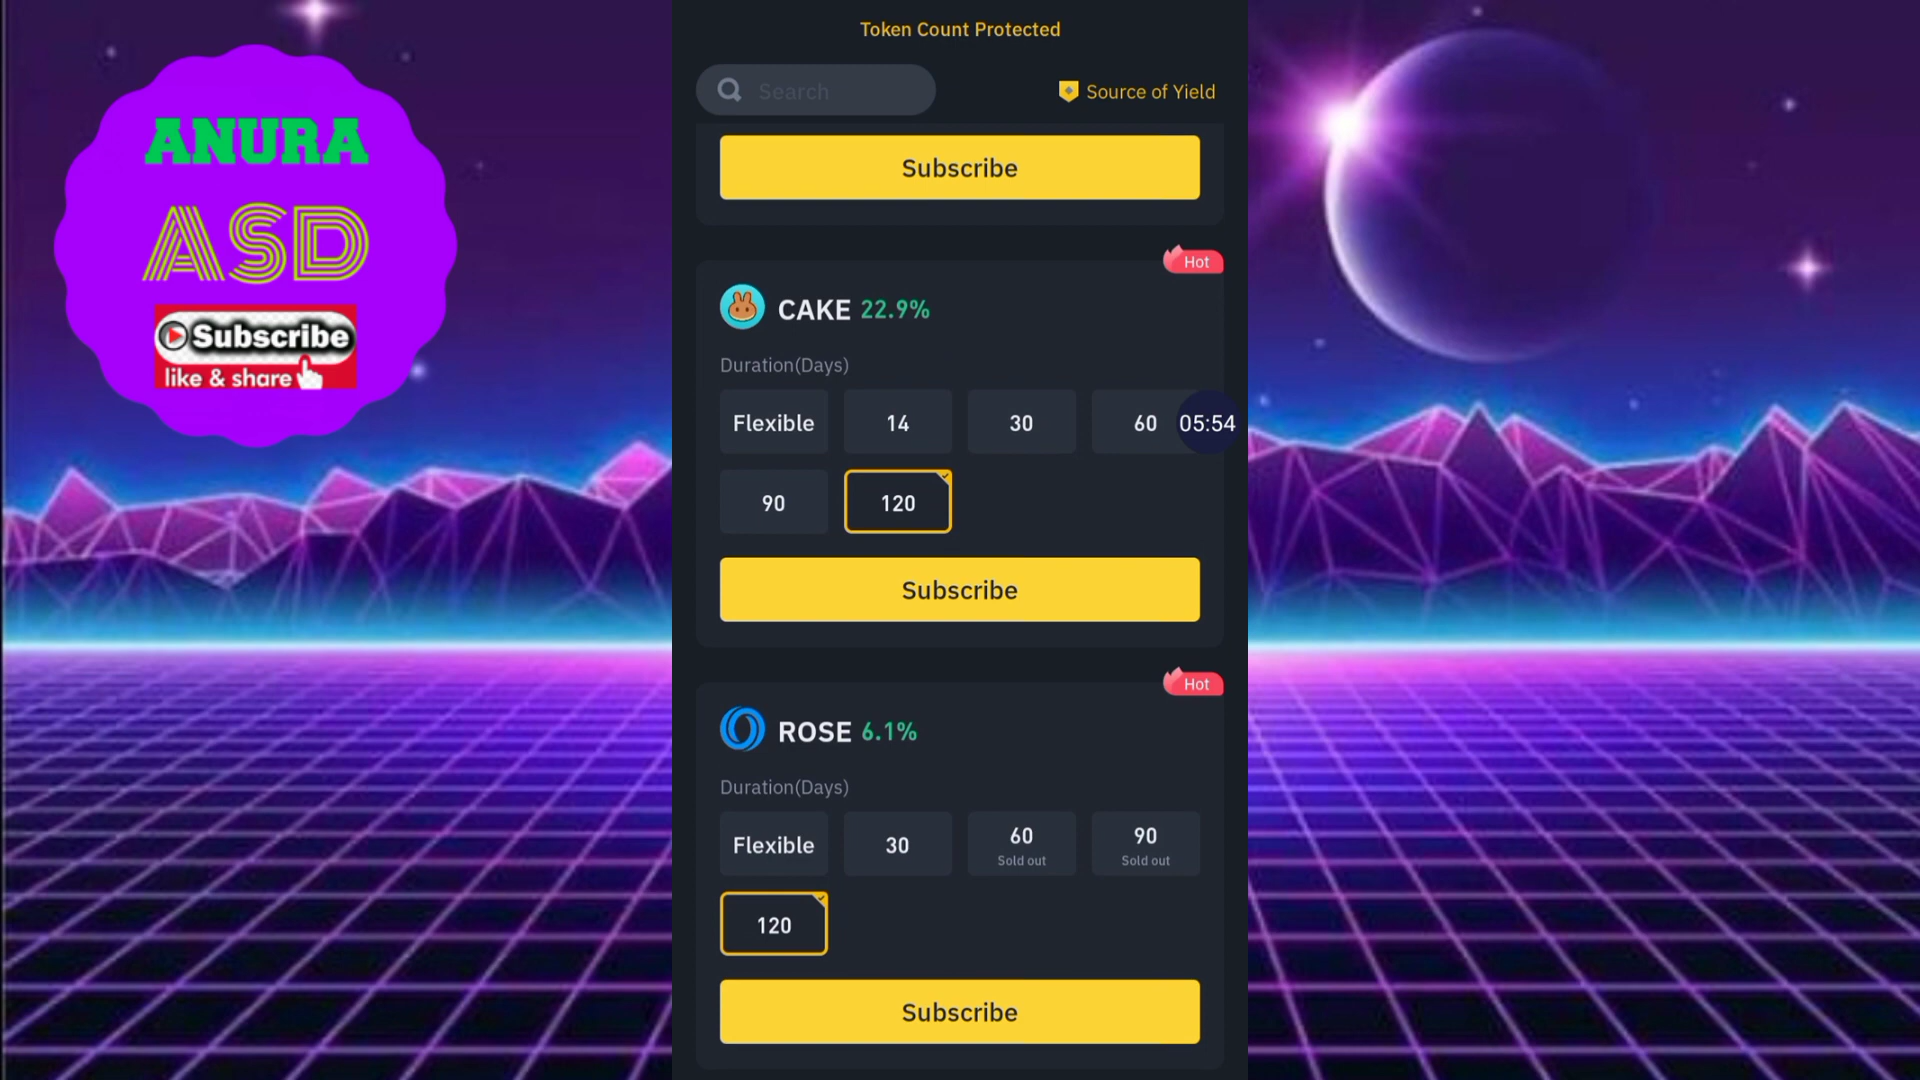 ANURA
ASD
Subscribe
like & share
Token Count Protected
Search
Source of Yield
Subscribe
Hot
CAKE 22.9%
Duration(Days)
Flexible 14 30 60 05:54
90 120
Subscribe
Hot
ROSE 6.1%
Duration(Days)
Flexible 30 60 90
Sold out Sold out
120
Subscribe